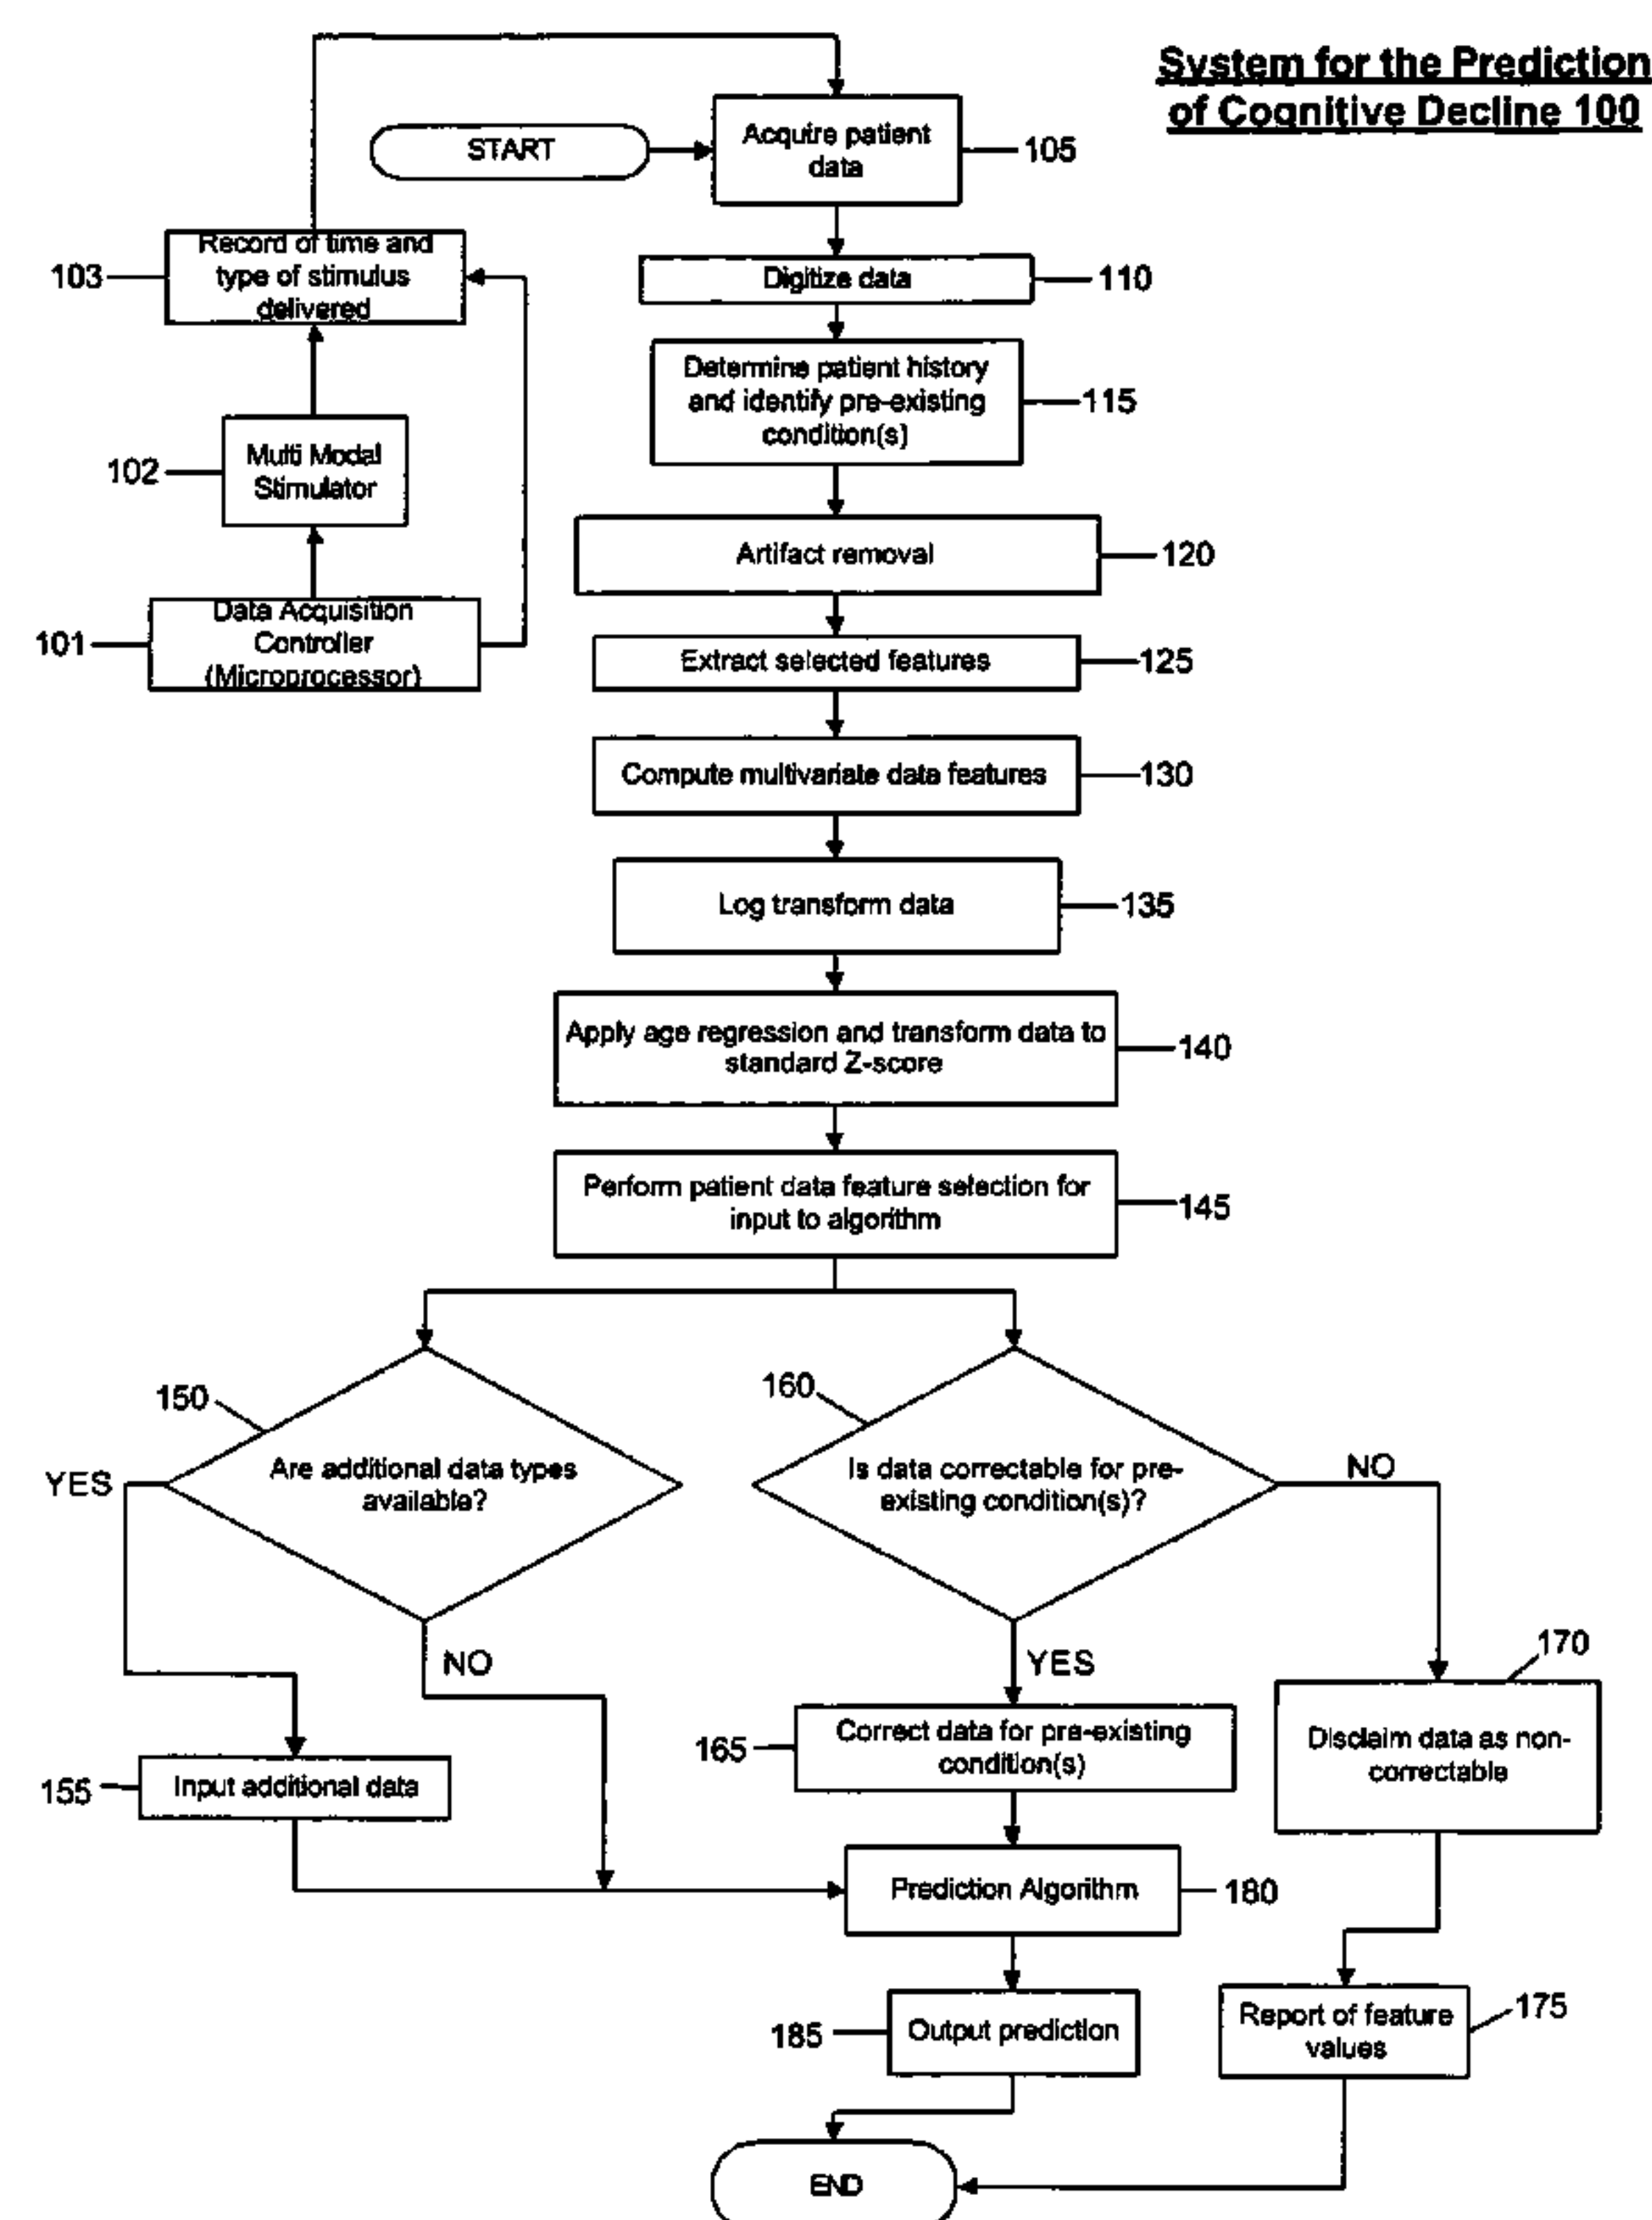 System for the Prediction
of Cognitive Decline 100
START
Acquire patient
data
105
Record of time and
type of stimulus
delivered
103
Digitize data
110
Determine patient history
and identify pre-existing
condition(s)
115
Multi Modal
Stimulator
102
Artifact removal
120
Data Acquisition
Controller
(Microprocessor)
101
Extract selected features
125
Compute multivariate data features
130
Log transform data
135
Apply age regression and transform data to
standard Z-score
140
Perform patient data feature selection for
input to algorithm
145
150
Are additional data types
available?
YES
NO
160
Is data correctable for pre-
existing condition(s)?
NO
YES
155
Input additional data
165
Correct data for pre-existing
condition(s)
170
Disclaim data as non-
correctable
Prediction Algorithm
180
185
Output prediction
Report of feature
values
175
END